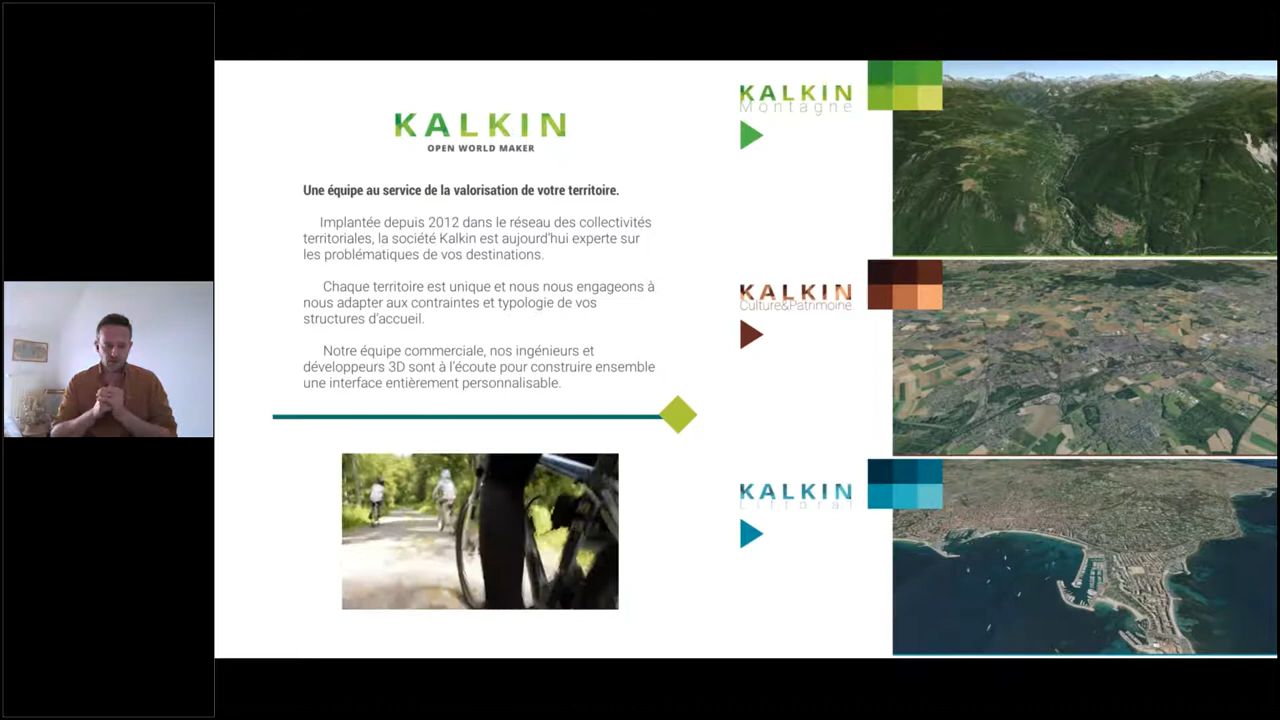 KALKIN
OPEN WORLD MAKER
Une équipe au service de la valorisation de votre territoire.
Implantée depuis 2012 dans le réseau des collectivités
territoriales, la société Kalkin est aujourd'hui experte sur
les problématiques de vos destinations.
Chaque territoire est unique et nous nous engageons à
nous adapter aux contraintes et typologie de vos
structures d'accueil.
Notre équipe commerciale, nos ingénieurs et
développeurs 3D sont à l'écoute pour construire ensemble
une interface entièrement personnalisable.
KALKIN
Montagne
KALKIN
Culture&Patrimoine
KALKIN
Littoral